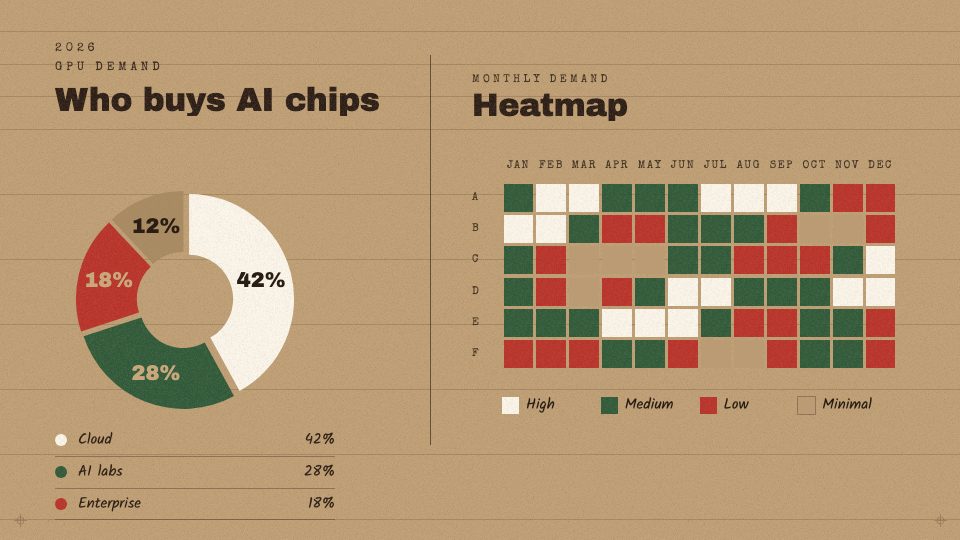 2026
GPU DEMAND
Who buys AI chips
12%
42%
18%
28%
Cloud 42%
AI labs 28%
Enterprise 18%
MONTHLY DEMAND
Heatmap
JAN FEB MAR APR MAY JUN JUL AUG SEP OCT NOV DEC
A
B
C
D
E
F
High Medium Low Minimal